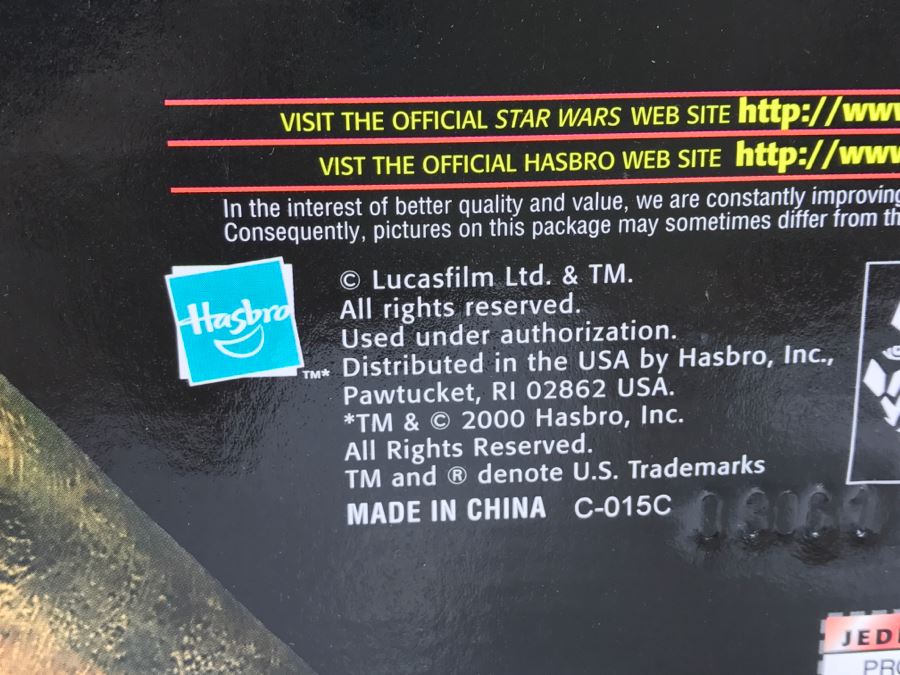 VISIT THE OFFICIAL STAR WARS WEB SITE http://www
VIST THE OFFICIAL HASBRO WEB SITE http://www
In the interest of better quality and value, we are constantly improving
Consequently, pictures on this package may sometimes differ from th
Hasbro
TM*
© Lucasfilm Ltd. & TM.
All rights reserved.
Used under authorization.
Distributed in the USA by Hasbro, Inc.,
Pawtucket, RI 02862 USA.
*TM & © 2000 Hasbro, Inc.
All Rights Reserved.
TM and ® denote U.S. Trademarks
MADE IN CHINA C-015C
JEDI
PRO